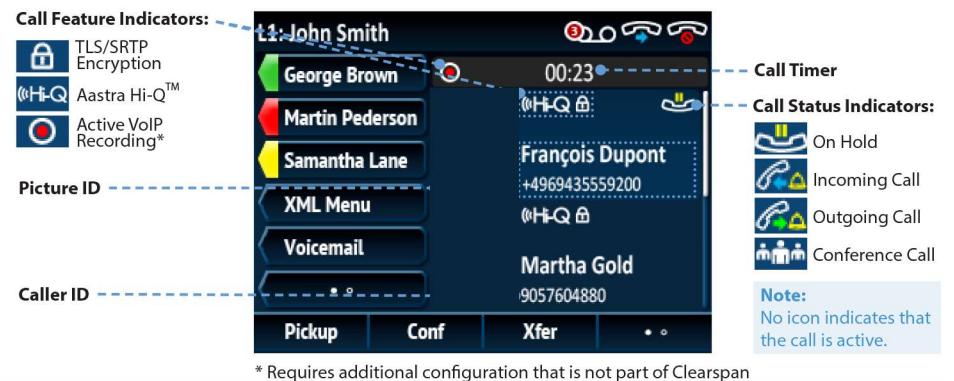 Call Feature Indicators:
TLS/SRTP
Encryption
Hi-Q Aastra Hi-Q™
Active VoIP
Recording*
Picture ID
Caller ID
L1: John Smith
3
George Brown
00:23
Martin Pederson
Hi-Q
Samantha Lane
François Dupont
+4969435559200
XML Menu
Hi-Q
Voicemail
Martha Gold
9057604880
Pickup Conf Xfer
Call Timer
Call Status Indicators:
On Hold
Incoming Call
Outgoing Call
Conference Call
Note:
No icon indicates that
the call is active.
* Requires additional configuration that is not part of Clearspan